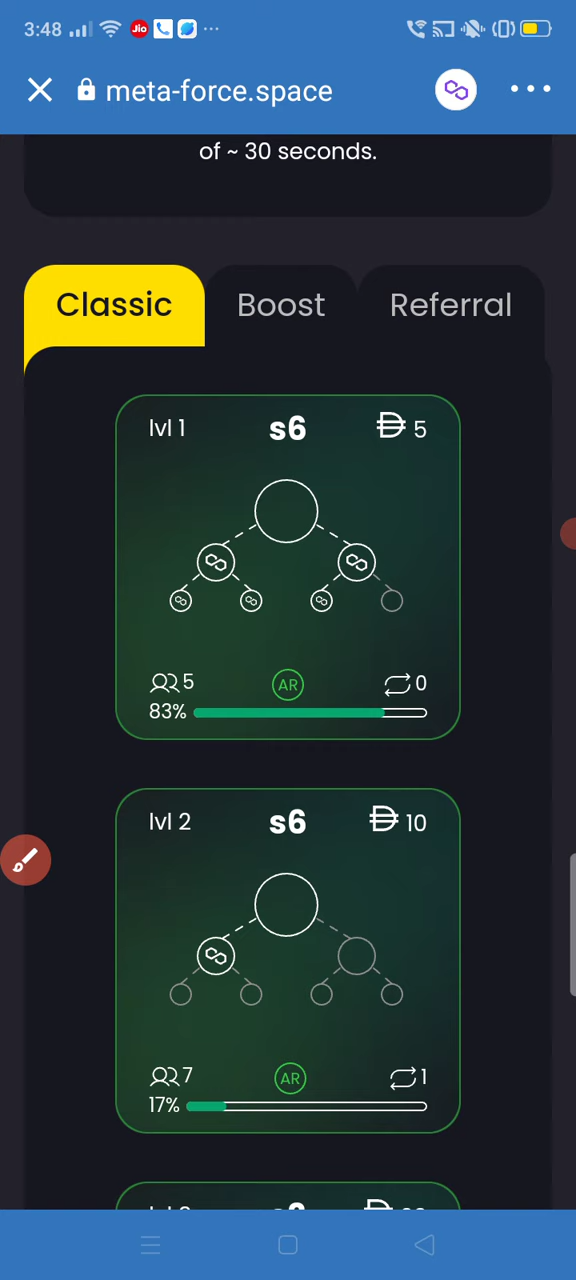 3:48 Jio ...
meta-force.space
of ~ 30 seconds.
Classic Boost Referral
lvl 1 s6 5
5 AR 0
83%
lvl 2 s6 10
7 AR 1
17%